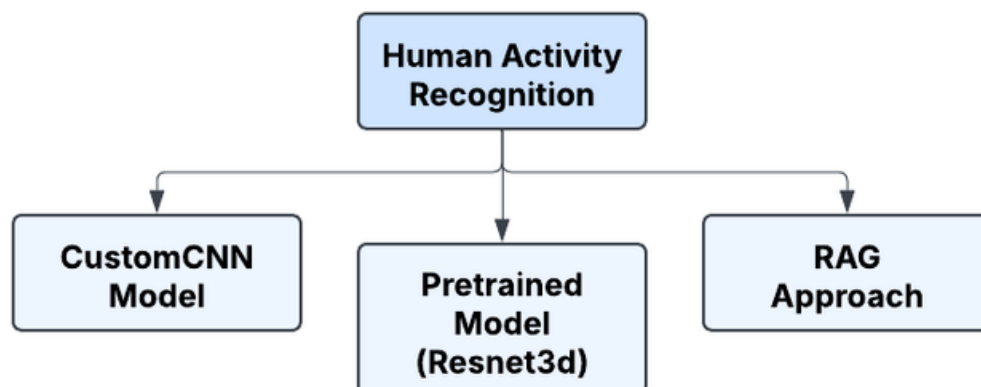 Human Activity
Recognition
CustomCNN
Model
Pretrained
Model
(Resnet3d)
RAG
Approach